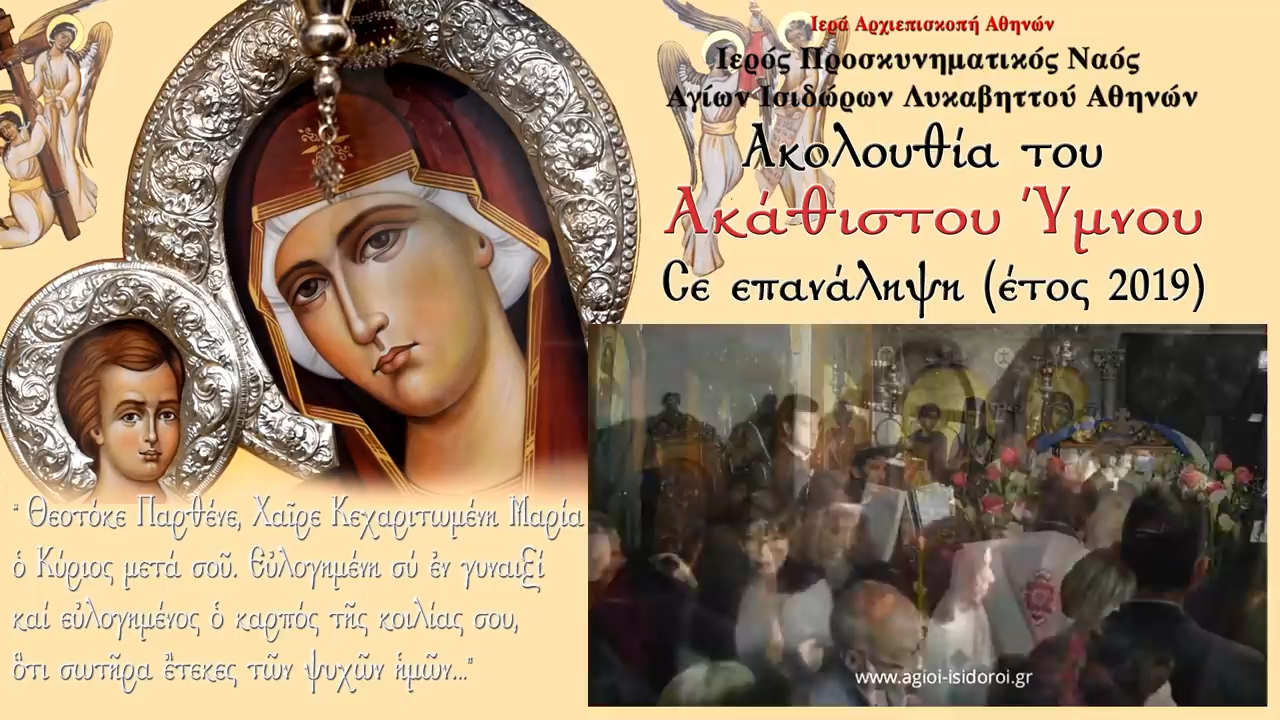 Ιερά Αρχιεπισκοπή Αθηνών
Ιερός Προσκυνηματικός Ναός
Αγίων Ισιδώρων Λυκαβηττού Αθηνών
Ακολουθία του
Ακάθιστου Ύμνου
Σε επανάληψη (έτος 2019)
" Θεοτόκε Παρθένε, Χαῖρε Κεχαριτωμένη Μαρία
ὁ Κύριος μετά σοῦ. Εὐλογημένη σύ ἐν γυναιξί
καί εὐλογημένος ὁ καρπός τῆς κοιλίας σου,
ὅτι σωτῆρα ἔτεκες τῶν ψυχῶν ἡμῶν..."
www.agioi-isidoroi.gr